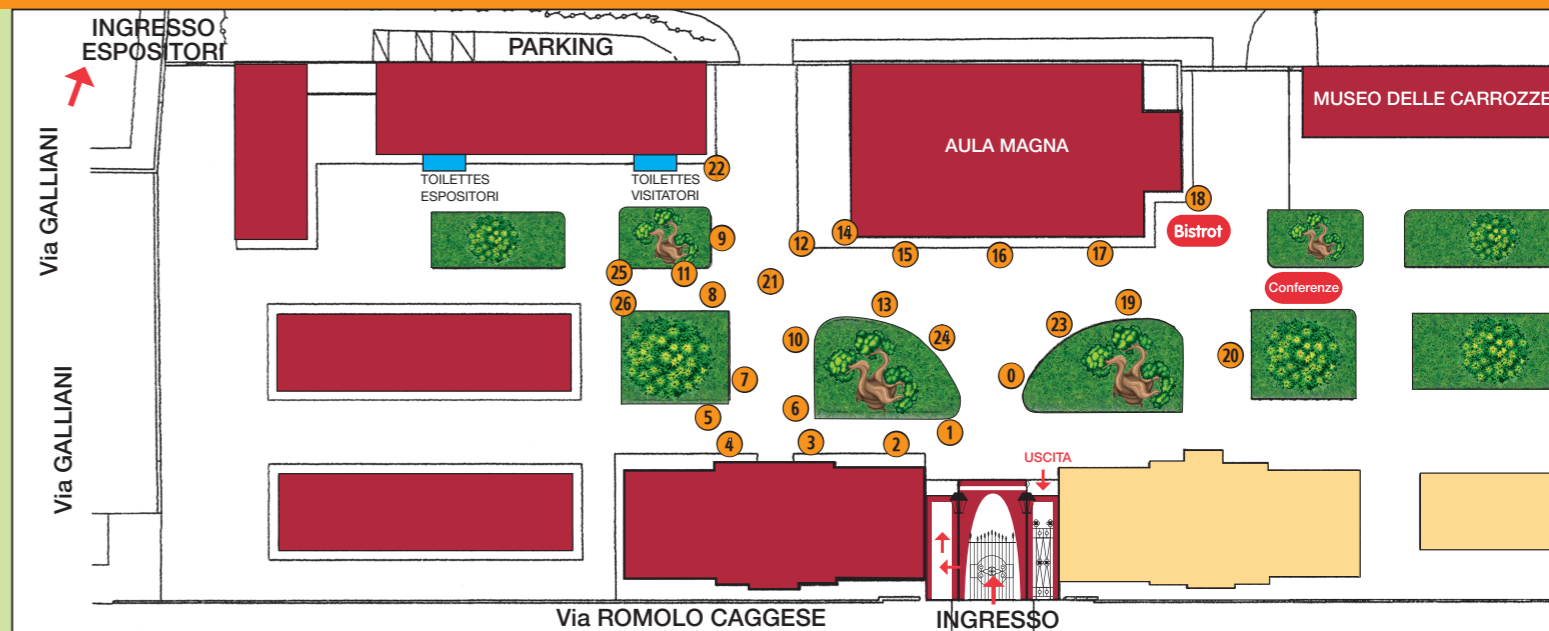 INGRESSO
ESPOSITORI
PARKING
MUSEO DELLE CARROZZE
AULA MAGNA
Via GALLIANI
22
TOILETTES
ESPOSITORI
TOILETTES
VISITATORI
18
Bistrot
9
12
14
15
16
17
25
11
21
8
26
Conferenze
13
19
10
24
23
20
7
0
Via GALLIANI
5
6
1
4
3
2
USCITA
Via ROMOLO CAGGESE
INGRESSO